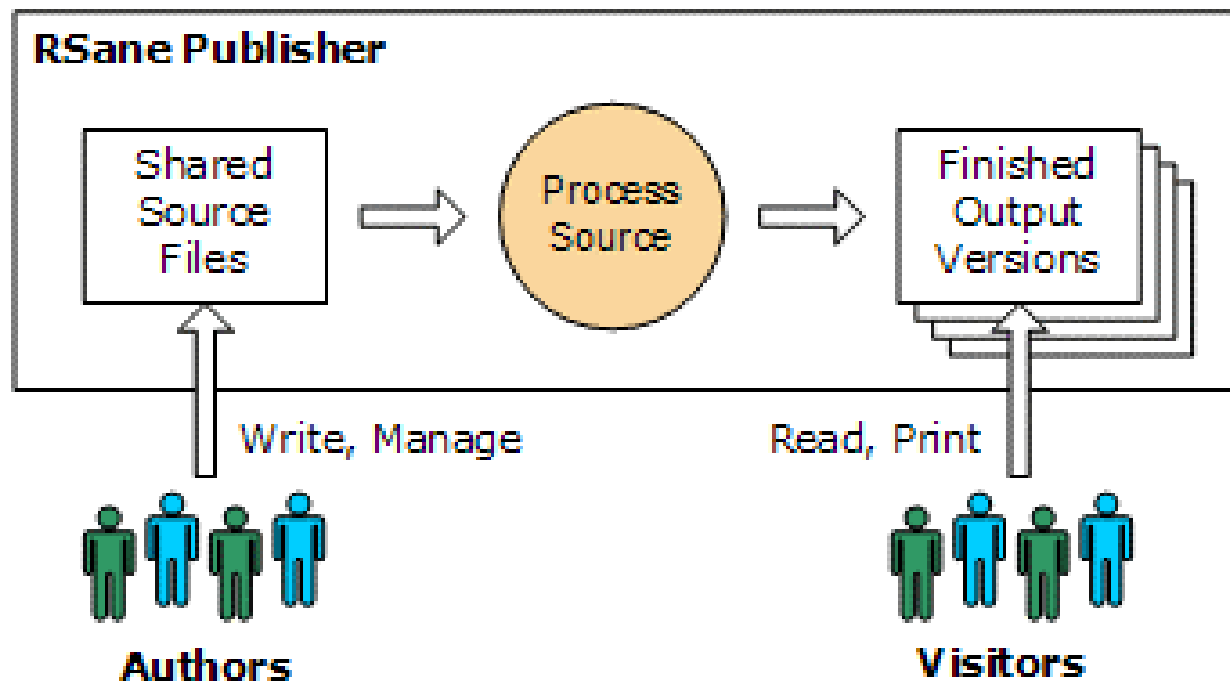 RSane Publisher
Shared
Source
Files
Process
Source
Finished
Output
Versions
Write, Manage
Read, Print
Authors
Visitors